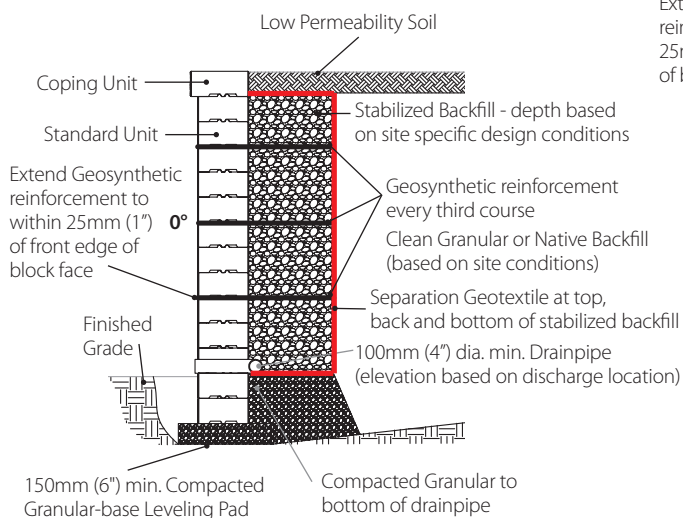 Low Permeability Soil
Ext
rein
25m
of b
Coping Unit
Stabilized Backfill - depth based
on site specific design conditions
Standard Unit
Extend Geosynthetic
reinforcement to
within 25mm (1")
of front edge of
block face
0°
Geosynthetic reinforcement
every third course
Clean Granular or Native Backfill
(based on site conditions)
Separation Geotextile at top,
back and bottom of stabilized backfill
Finished
Grade
100mm (4") dia. min. Drainpipe
(elevation based on discharge location)
150mm (6") min. Compacted
Granular-base Leveling Pad
Compacted Granular to
bottom of drainpipe